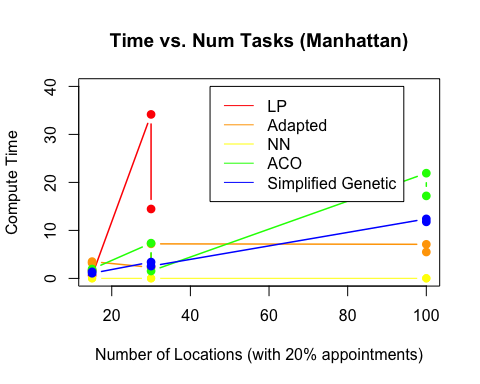 Time vs. Num Tasks (Manhattan)
Compute Time
40
30
20
10
0
LP
Adapted
NN
ACO
Simplified Genetic
20 40 60 80 100
Number of Locations (with 20% appointments)